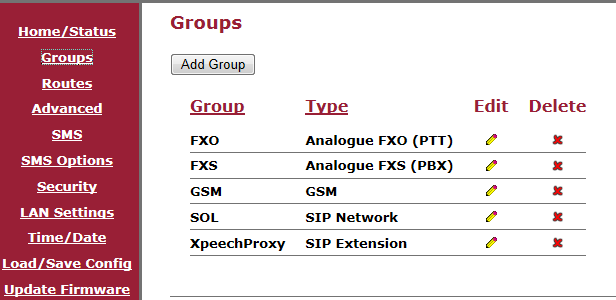 Home/Status
Groups
Routes
Advanced
SMS
SMS Options
Security
LAN Settings
Time/Date
Load/Save Config
Update Firmware
Groups
Add Group
Group Type Edit Delete
FXO Analogue FXO (PTT)
FXS Analogue FXS (PBX)
GSM GSM
SOL SIP Network
XpeechProxy SIP Extension